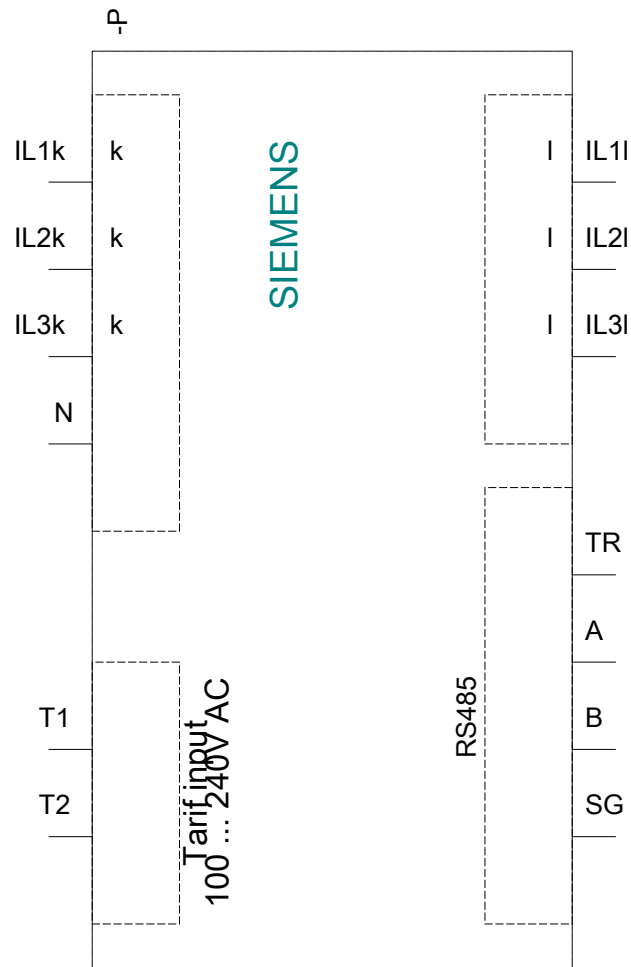 -P
IL1k k
l IL1l
IL2k k
l IL2l
IL3k k
l IL3l
SIEMENS
N
TR
A
T1
B
T2
SG
Tarif input
100 ... 240V AC
RS485